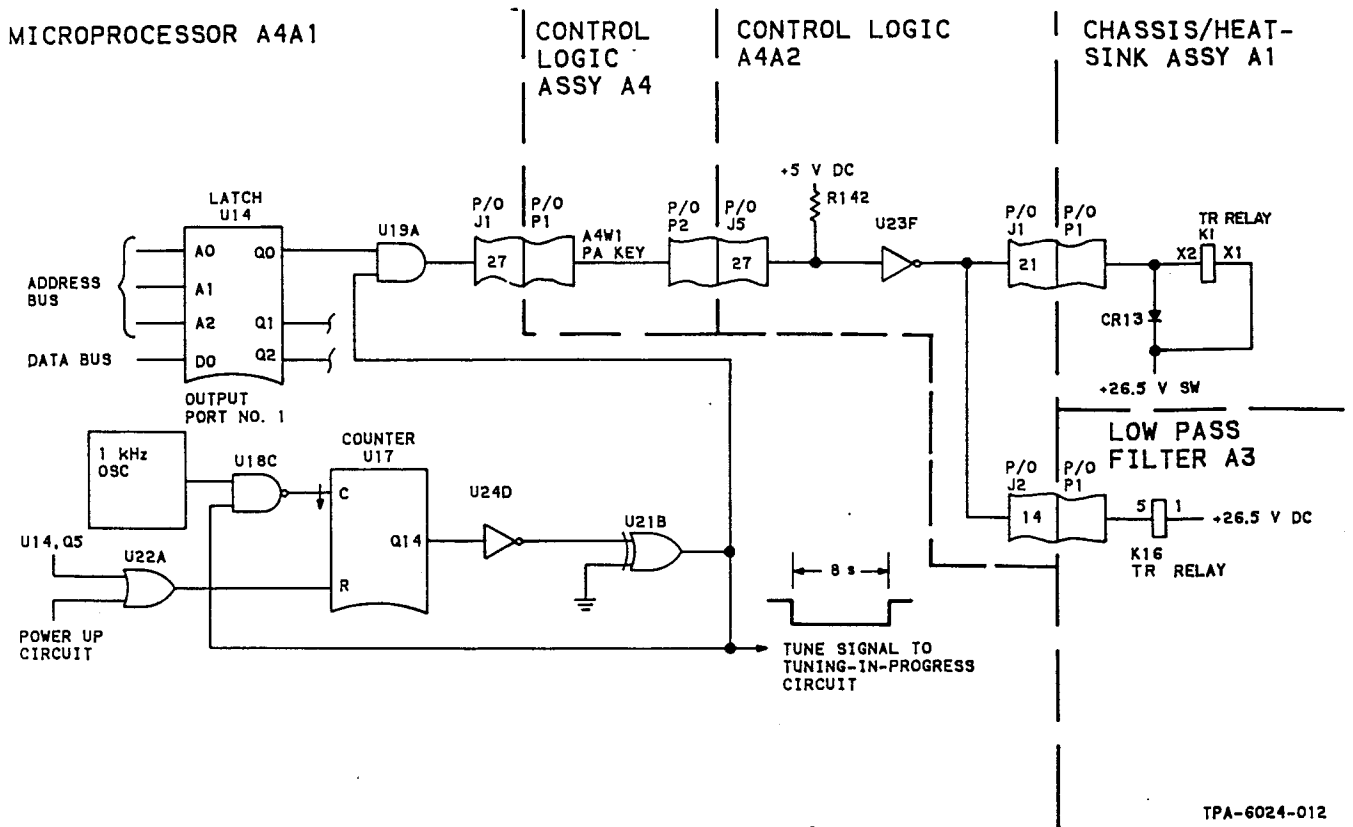 MICROPROCESSOR A4A1
CONTROL
LOGIC
ASSY A4
CONTROL LOGIC
A4A2
CHASSIS/HEAT-
SINK ASSY A1
LATCH
U14
A0
A1
A2
D0
Q0
Q1
Q2
ADDRESS
BUS
DATA BUS
OUTPUT
PORT NO. 1
U19A
P/O
J1
P/O
P1
27
A4W1
PA KEY
P/O
P2
P/O
J5
27
+5 V DC
R142
U23F
P/O
J1
P/O
P1
21
TR RELAY
K1
X2
X1
CR13
+26.5 V SW
LOW PASS
FILTER A3
P/O
J2
P/O
P1
14
5
1
+26.5 V DC
K16
TR RELAY
1 kHz
OSC
U18C
COUNTER
U17
C
Q14
R
U24D
U21B
U14,Q5
U22A
POWER UP
CIRCUIT
8 s
TUNE SIGNAL TO
TUNING-IN-PROGRESS
CIRCUIT
TPA-6024-012